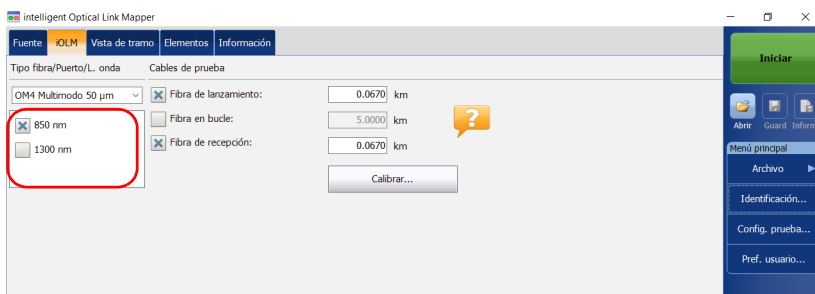 intelligent Optical Link Mapper
Fuente iOLM Vista de tramo Elementos Información
Tipo fibra/Puerto/L. onda Cables de prueba
OM4 Multimodo 50 µm Fibra de lanzamiento: 0.0670 km
850 nm Fibra en bucle: 5.0000 km
1300 nm Fibra de recepción: 0.0670 km
Calibrar...
?
Iniciar
Abrir Guard Inform
Menú principal
Archivo
Identificación...
Config. prueba...
Pref. usuario...